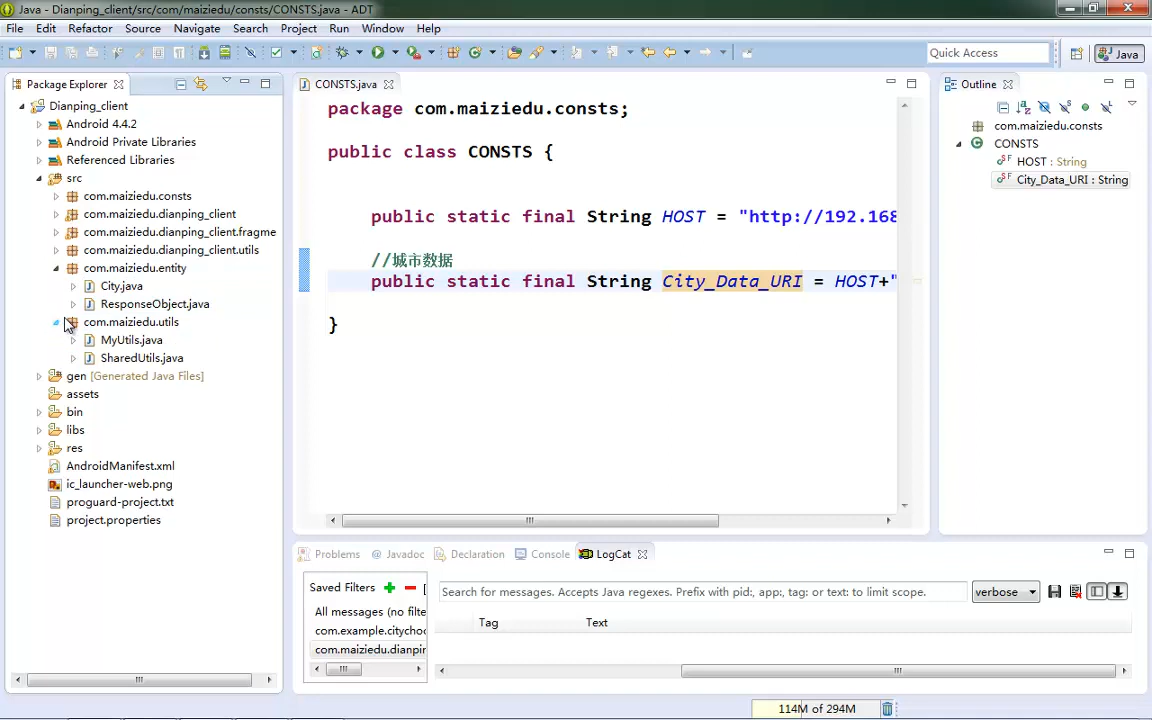 Java - Dianping_client/src/com/maiziedu/consts/CONSTS.java - ADT
File Edit Refactor Source Navigate Search Project Run Window Help
Quick Access
Java
Package Explorer
CONSTS.java
Outline
Dianping_client
Android 4.4.2
Android Private Libraries
Referenced Libraries
src
com.maiziedu.consts
com.maiziedu.dianping_client
com.maiziedu.dianping_client.fragme
com.maiziedu.dianping_client.utils
com.maiziedu.entity
City.java
ResponseObject.java
com.maiziedu.utils
MyUtils.java
SharedUtils.java
gen [Generated Java Files]
assets
bin
libs
res
AndroidManifest.xml
ic_launcher-web.png
proguard-project.txt
project.properties
package com.maiziedu.consts;
public class CONSTS {
public static final String HOST = "http://192.168
//城市数据
public static final String City_Data_URI = HOST+"
}
com.maiziedu.consts
CONSTS
HOST : String
City_Data_URI : String
Problems @ Javadoc Declaration Console LogCat
Saved Filters
All messages (no filte
com.example.citychoo
com.maiziedu.dianpir
Search for messages. Accepts Java regexes. Prefix with pid:, app:, tag: or text: to limit scope.
verbose
Tag Text
114M of 294M